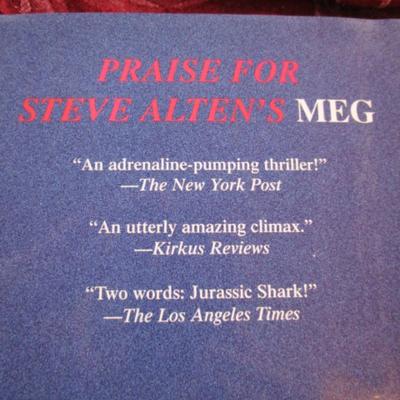 PRAISE FOR
STEVE ALTEN'S MEG
“An adrenaline-pumping thriller!”
—The New York Post
“An utterly amazing climax.”
—Kirkus Reviews
“Two words: Jurassic Shark!”
—The Los Angeles Times